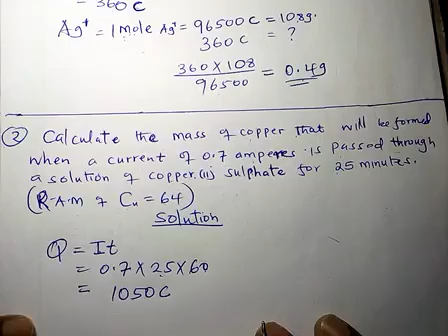 = 360 C
Ag⁺ = 1 mole Ag⁺ = 96500 C = 108g.
360 C = ?
360 × 108
96500 = 0.4g
② Calculate the mass of copper that will be formed
when a current of 0.7 amperes is passed through
a solution of copper (ii) sulphate for 25 minutes.
(R.A.M of Cu = 64)
Solution
Q = It
= 0.7 × 25 × 60
= 1050 C